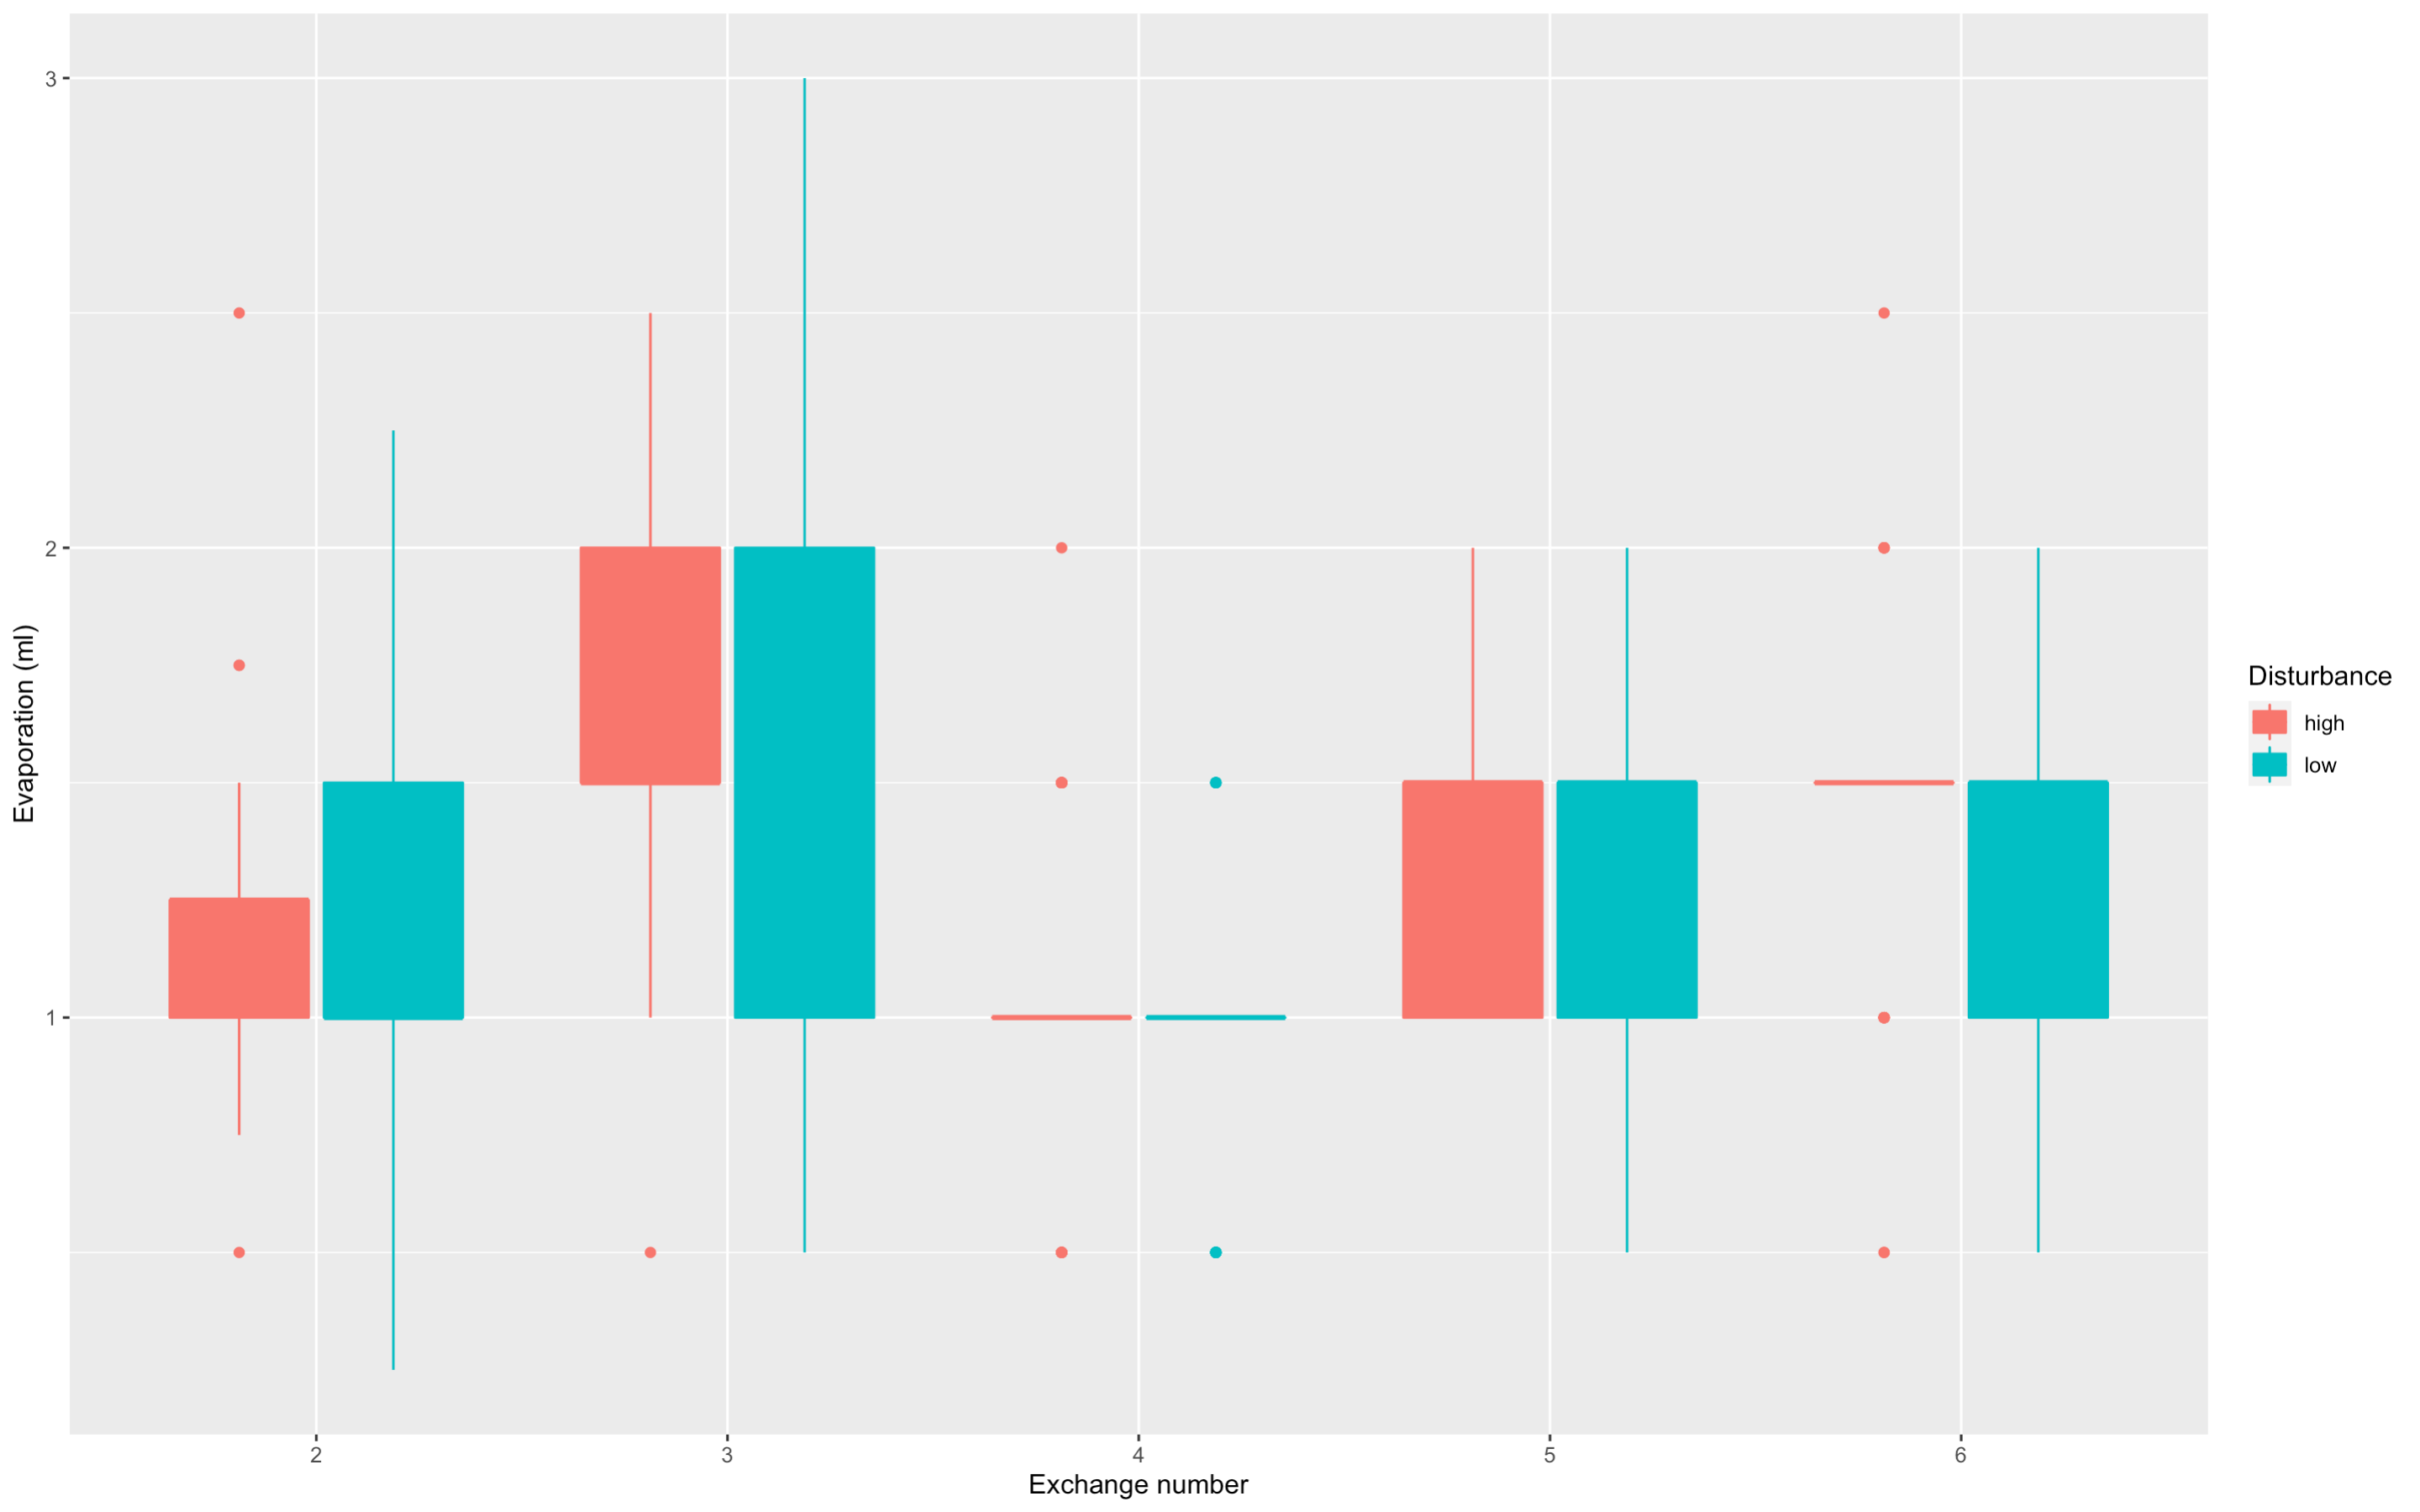 3
2
1
Evaporation (ml)
2 3 4 5 6
Exchange number
Disturbance
high
low